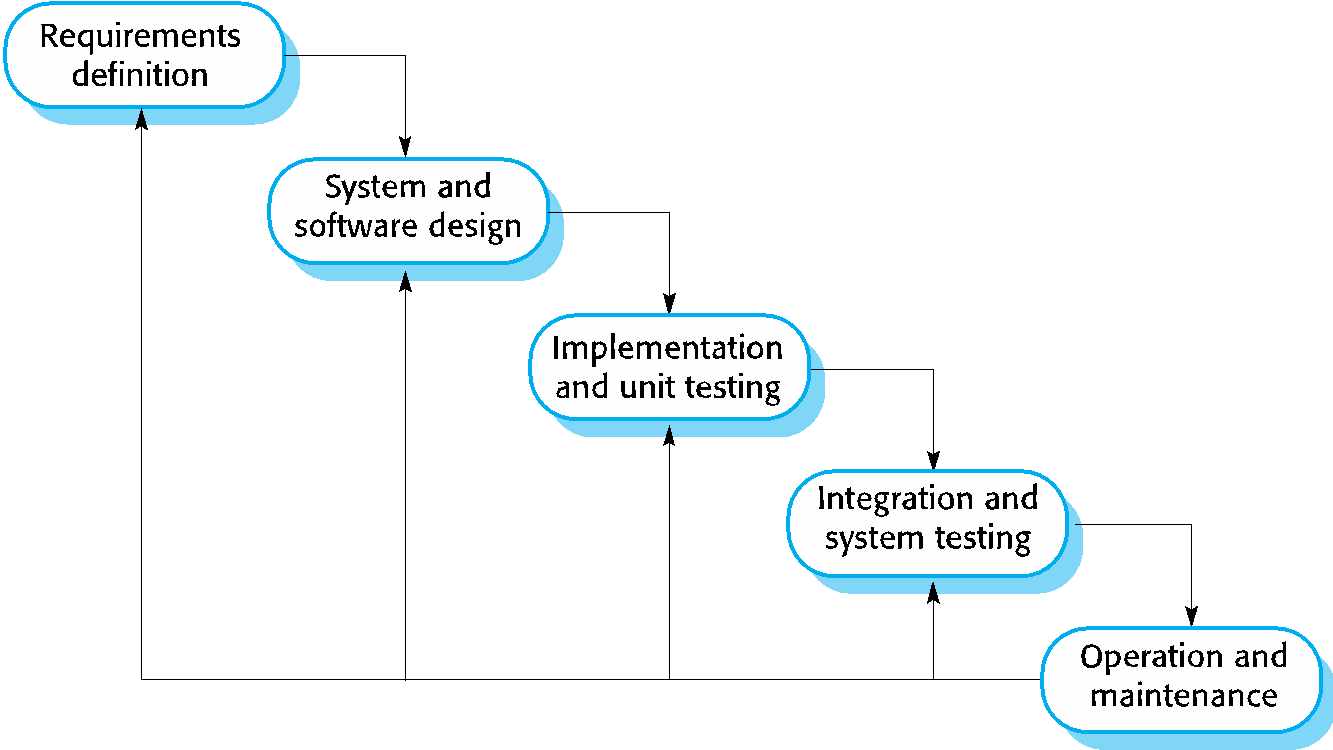 Requirements
definition
System and
software design
Implementation
and unit testing
Integration and
system testing
Operation and
maintenance